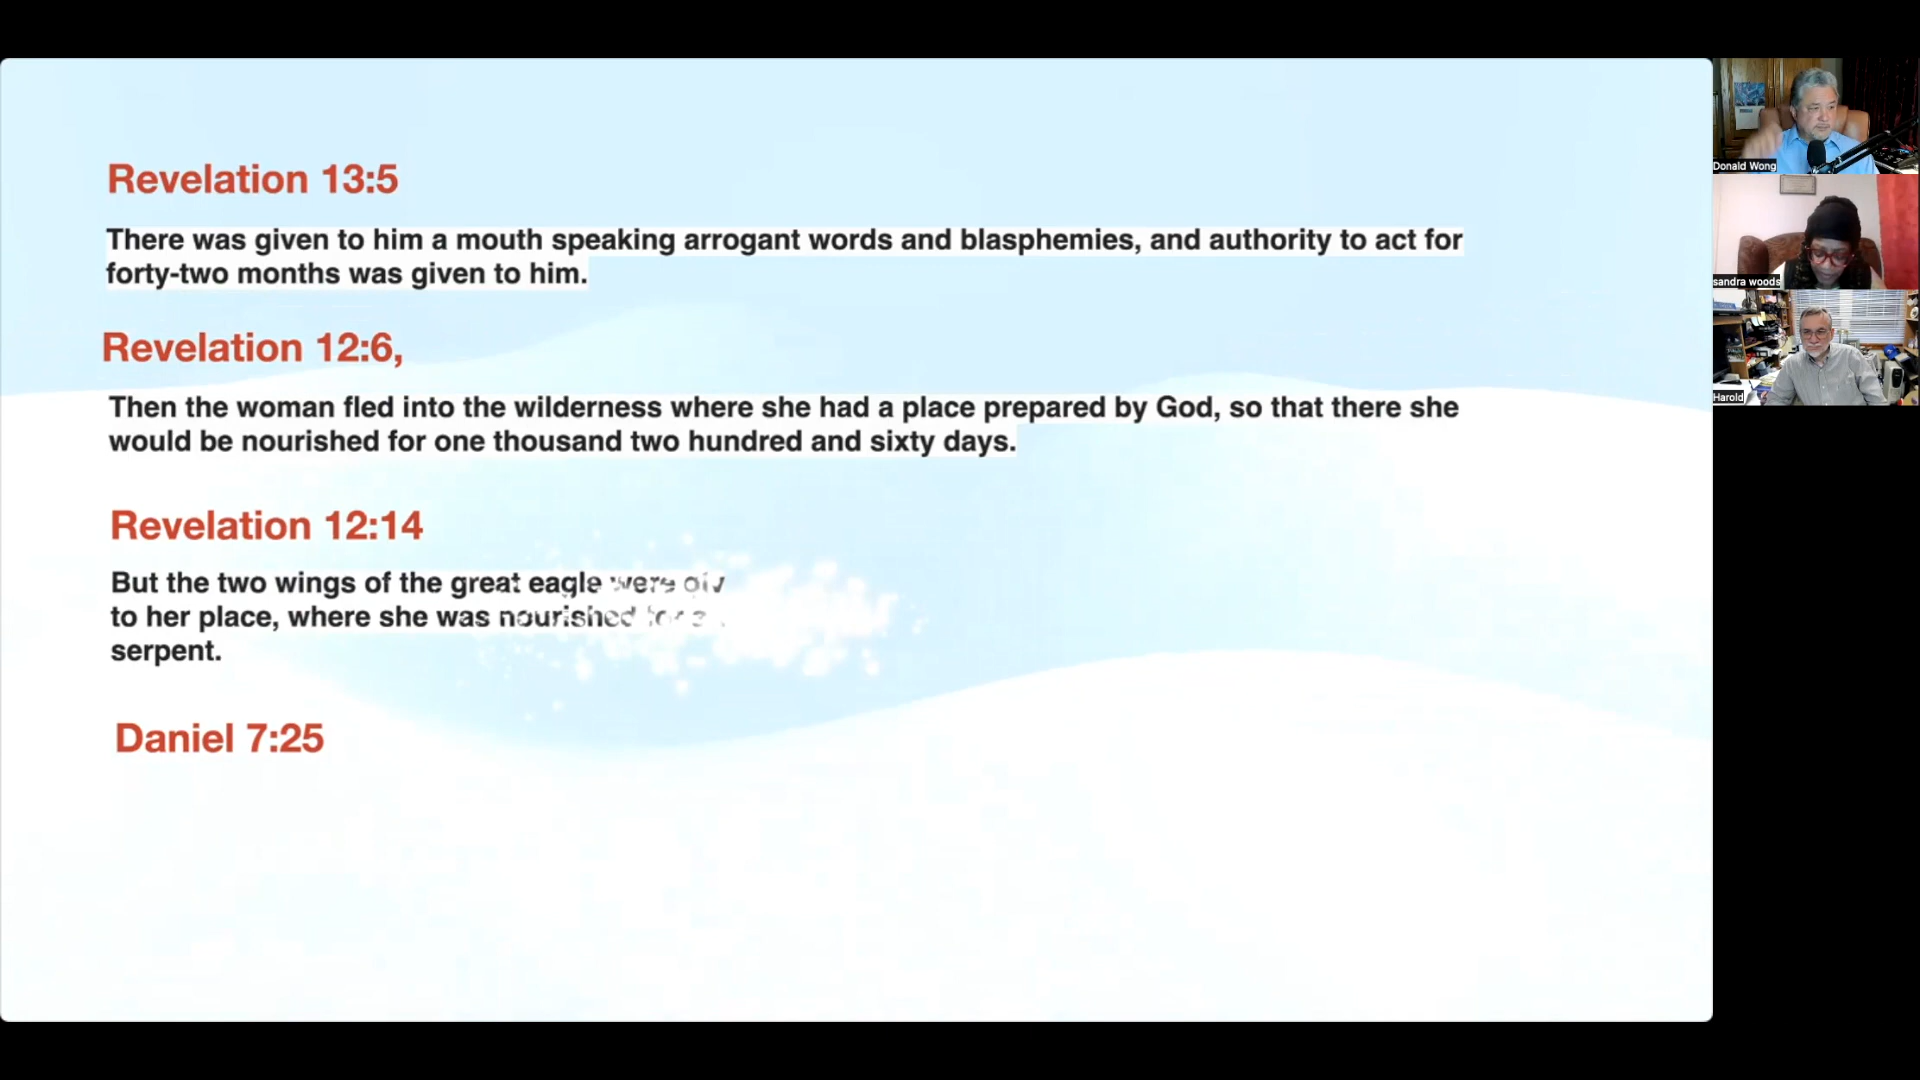 Revelation 13:5
There was given to him a mouth speaking arrogant words and blasphemies, and authority to act for
forty-two months was given to him.
Revelation 12:6,
Then the woman fled into the wilderness where she had a place prepared by God, so that there she
would be nourished for one thousand two hundred and sixty days.
Revelation 12:14
But the two wings of the great eagle were
to her place, where she was nourished
serpent.
Daniel 7:25
Donald Wong
sandra woods
Harold